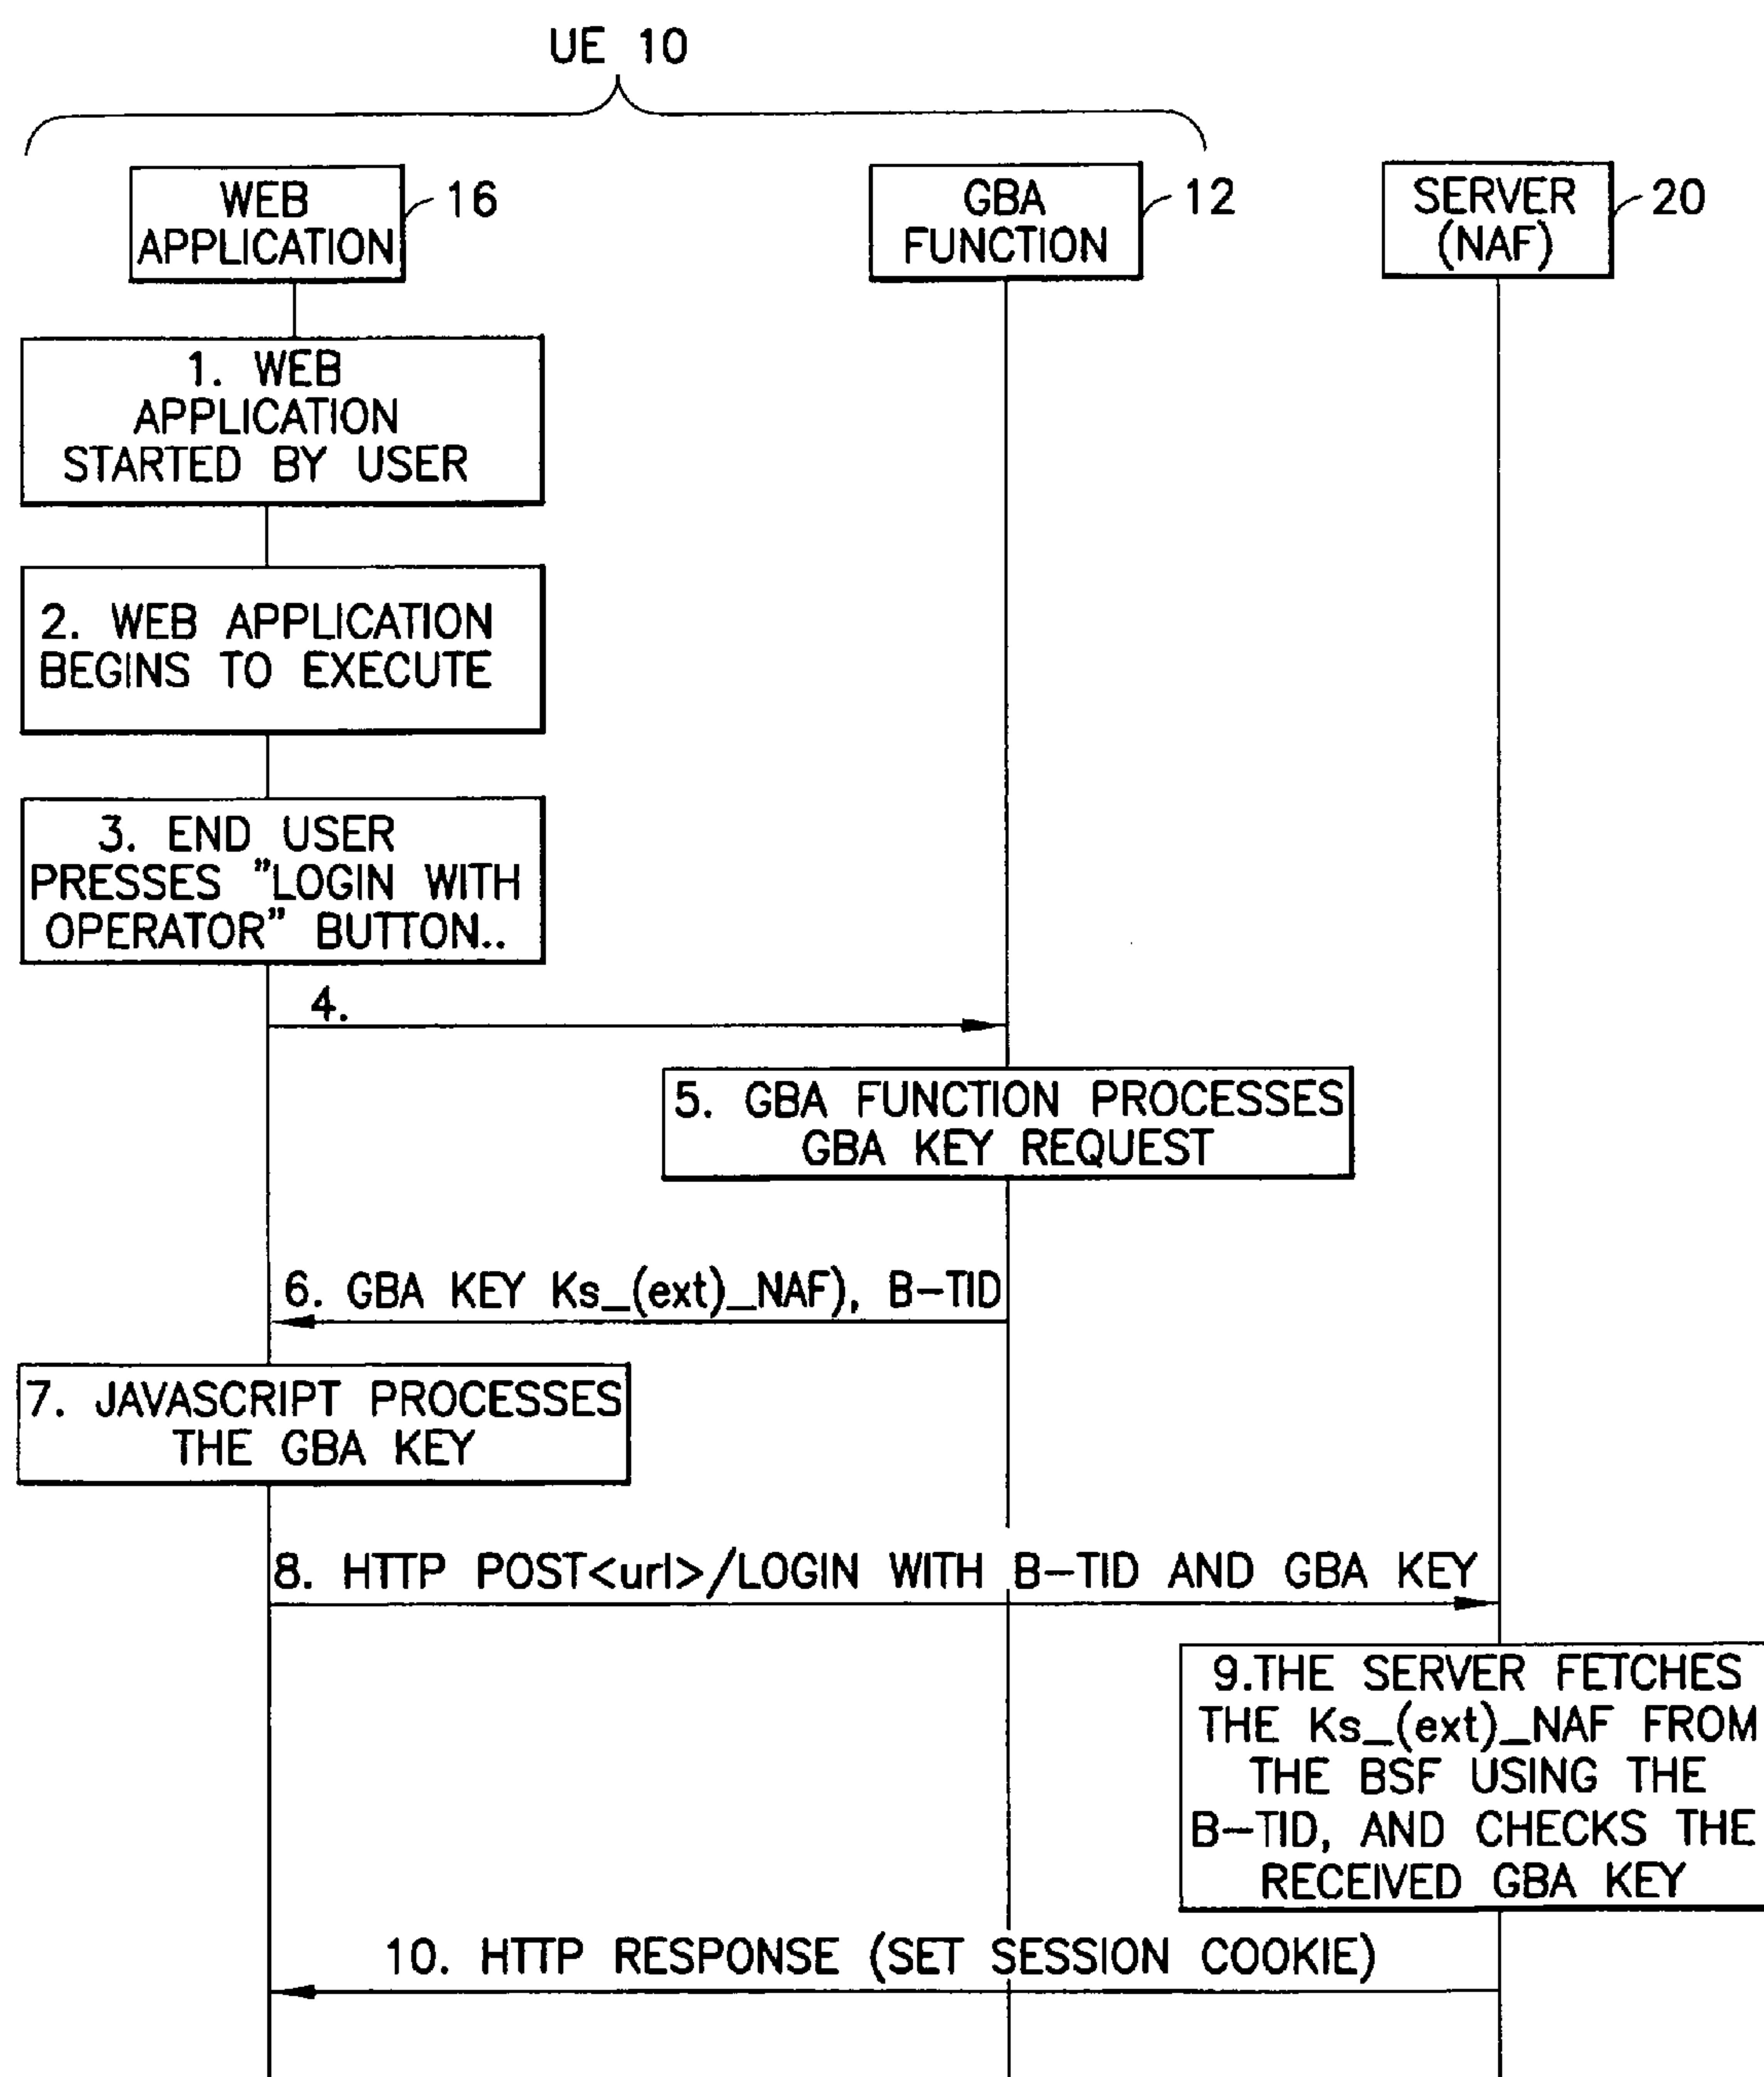 UE 10
WEB
APPLICATION
16
GBA
FUNCTION
12
SERVER
(NAF)
20
1. WEB
APPLICATION
STARTED BY USER
2. WEB APPLICATION
BEGINS TO EXECUTE
3. END USER
PRESSES "LOGIN WITH
OPERATOR" BUTTON..
4.
5. GBA FUNCTION PROCESSES
GBA KEY REQUEST
6. GBA KEY Ks_(ext)_NAF), B-TID
7. JAVASCRIPT PROCESSES
THE GBA KEY
8. HTTP POST<url>/LOGIN WITH B-TID AND GBA KEY
9.THE SERVER FETCHES
THE Ks_(ext)_NAF FROM
THE BSF USING THE
B-TID, AND CHECKS THE
RECEIVED GBA KEY
10. HTTP RESPONSE (SET SESSION COOKIE)